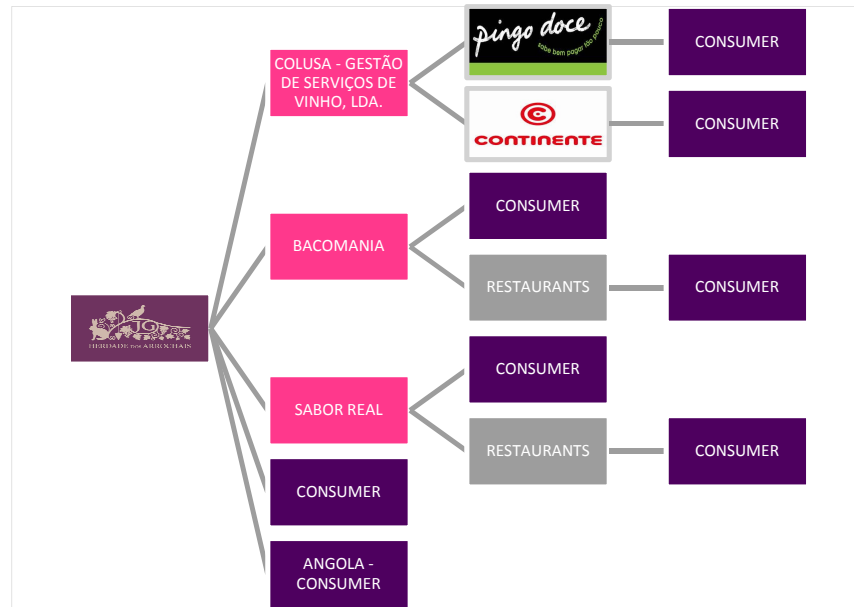 pingo doce
sabe bem pagar tão pouco
CONSUMER
COLUSA - GESTÃO
DE SERVIÇOS DE
VINHO, LDA.
CONTINENTE
CONSUMER
CONSUMER
BACOMANIA
RESTAURANTS
CONSUMER
JG
HERDADE DOS ARROCHAIS
CONSUMER
SABOR REAL
RESTAURANTS
CONSUMER
CONSUMER
ANGOLA -
CONSUMER